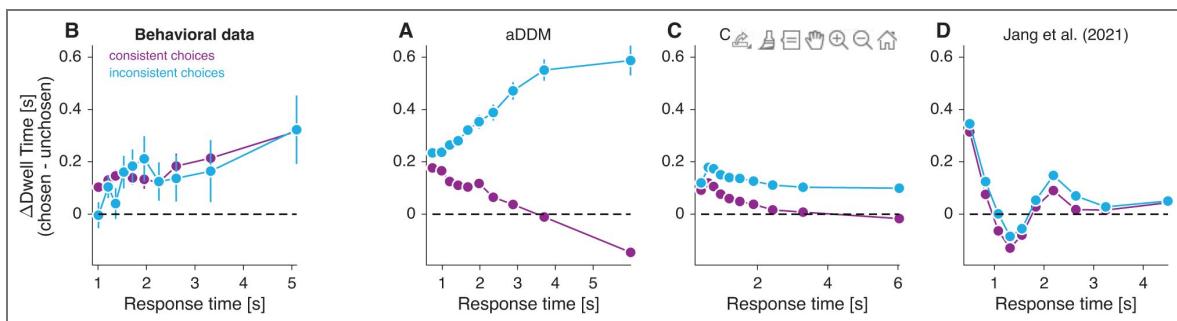 B Behavioral data
consistent choices
inconsistent choices
0.6
0.4
0.2
0
ΔDwell Time [s]
(chosen - unchosen)
1 2 3 4 5
Response time [s]
A aDDM
0.6
0.4
0.2
0
1 2 3 4 5
Response time [s]
C C
0.6
0.4
0.2
0
2 4 6
Response time [s]
D Jang et al. (2021)
0.6
0.4
0.2
0
1 2 3 4
Response time [s]